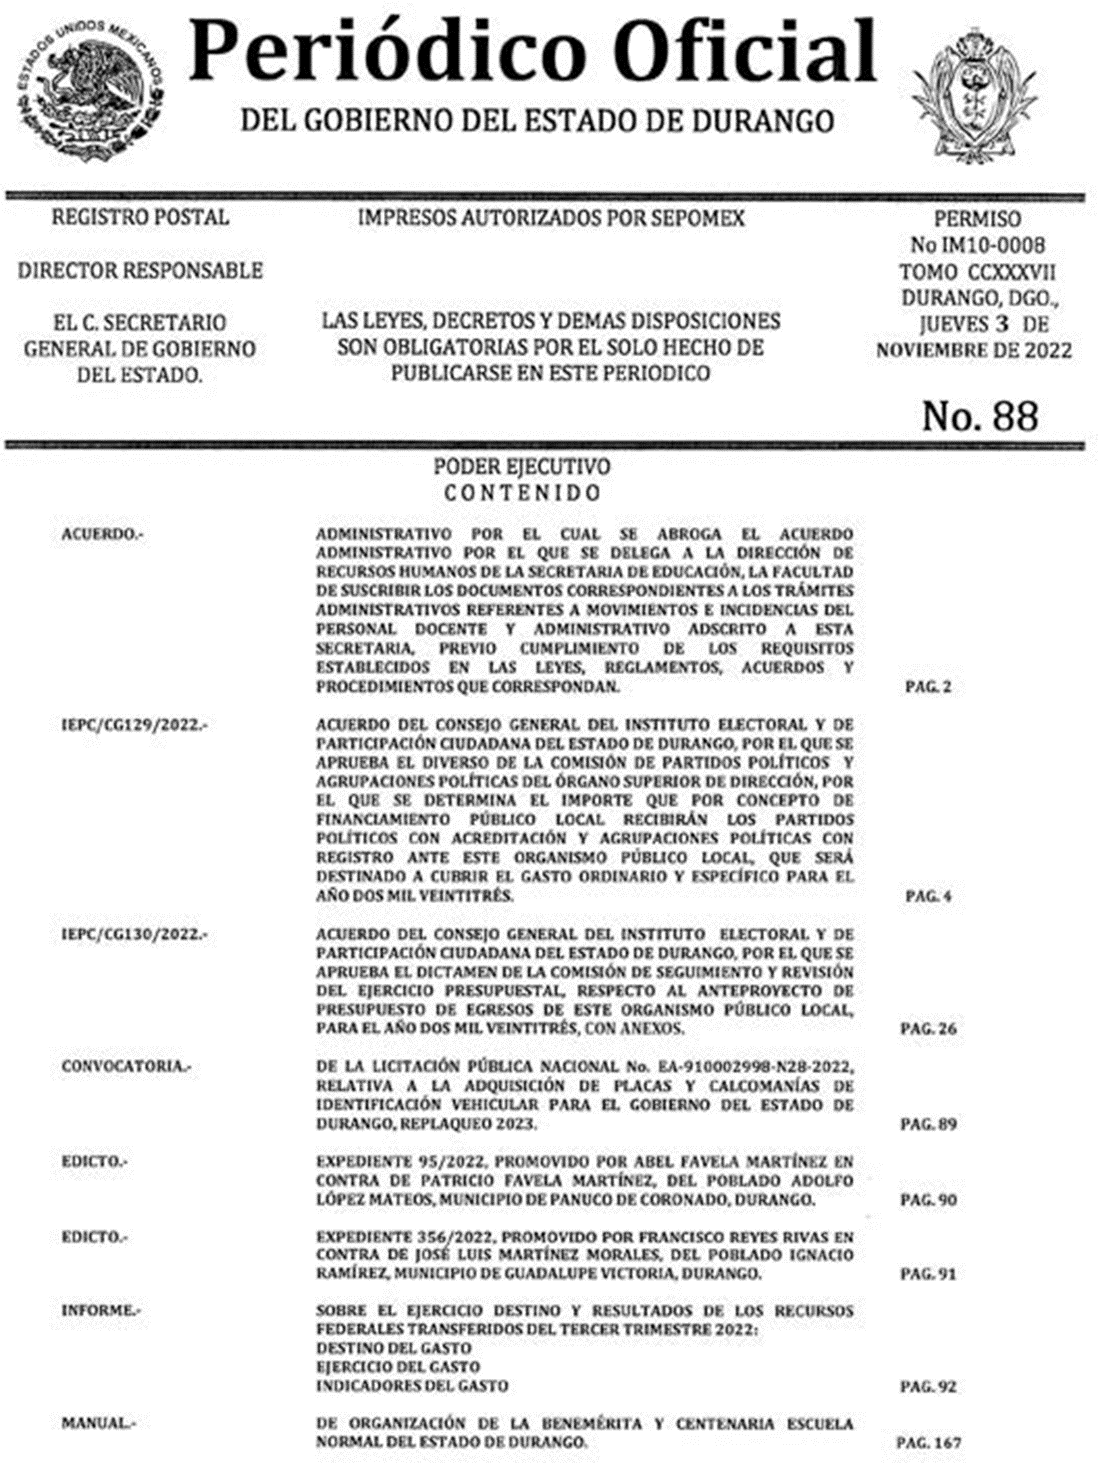 ESTADOS UNIDOS MEXICANOS
Periódico Oficial
DEL GOBIERNO DEL ESTADO DE DURANGO
REGISTRO POSTAL
IMPRESOS AUTORIZADOS POR SEPOMEX
PERMISO
No IM10-0008
DIRECTOR RESPONSABLE
TOMO CCXXXVII
DURANGO, DGO.,
EL C. SECRETARIO
GENERAL DE GOBIERNO
DEL ESTADO.
LAS LEYES, DECRETOS Y DEMAS DISPOSICIONES
SON OBLIGATORIAS POR EL SOLO HECHO DE
PUBLICARSE EN ESTE PERIODICO
JUEVES 3 DE
NOVIEMBRE DE 2022
No. 88
PODER EJECUTIVO
CONTENIDO
ACUERDO.-
ADMINISTRATIVO POR EL CUAL SE ABROGA EL ACUERDO
ADMINISTRATIVO POR EL QUE SE DELEGA A LA DIRECCIÓN DE
RECURSOS HUMANOS DE LA SECRETARIA DE EDUCACIÓN, LA FACULTAD
DE SUSCRIBIR LOS DOCUMENTOS CORRESPONDIENTES A LOS TRÁMITES
ADMINISTRATIVOS REFERENTES A MOVIMIENTOS E INCIDENCIAS DEL
PERSONAL DOCENTE Y ADMINISTRATIVO ADSCRITO A ESTA
SECRETARIA, PREVIO CUMPLIMIENTO DE LOS REQUISITOS
ESTABLECIDOS EN LAS LEYES, REGLAMENTOS, ACUERDOS Y
PROCEDIMIENTOS QUE CORRESPONDAN.
PAG. 2
IEPC/CG129/2022.-
ACUERDO DEL CONSEJO GENERAL DEL INSTITUTO ELECTORAL Y DE
PARTICIPACIÓN CIUDADANA DEL ESTADO DE DURANGO, POR EL QUE SE
APRUEBA EL DIVERSO DE LA COMISIÓN DE PARTIDOS POLÍTICOS Y
AGRUPACIONES POLÍTICAS DEL ÓRGANO SUPERIOR DE DIRECCIÓN, POR
EL QUE SE DETERMINA EL IMPORTE QUE POR CONCEPTO DE
FINANCIAMIENTO PÚBLICO LOCAL RECIBIRÁN LOS PARTIDOS
POLÍTICOS CON ACREDITACIÓN Y AGRUPACIONES POLÍTICAS CON
REGISTRO ANTE ESTE ORGANISMO PÚBLICO LOCAL, QUE SERÁ
DESTINADO A CUBRIR EL GASTO ORDINARIO Y ESPECÍFICO PARA EL
AÑO DOS MIL VEINTITRÉS.
PAG. 4
IEPC/CG130/2022.-
ACUERDO DEL CONSEJO GENERAL DEL INSTITUTO ELECTORAL Y DE
PARTICIPACIÓN CIUDADANA DEL ESTADO DE DURANGO, POR EL QUE SE
APRUEBA EL DICTAMEN DE LA COMISIÓN DE SEGUIMIENTO Y REVISIÓN
DEL EJERCICIO PRESUPUESTAL, RESPECTO AL ANTEPROYECTO DE
PRESUPUESTO DE EGRESOS DE ESTE ORGANISMO PÚBLICO LOCAL,
PARA EL AÑO DOS MIL VEINTITRÉS, CON ANEXOS.
PAG. 26
CONVOCATORIA.-
DE LA LICITACIÓN PÚBLICA NACIONAL No. EA-910002998-N28-2022,
RELATIVA A LA ADQUISICIÓN DE PLACAS Y CALCOMANÍAS DE
IDENTIFICACIÓN VEHICULAR PARA EL GOBIERNO DEL ESTADO DE
DURANGO, REPLAQUEO 2023.
PAG. 89
EDICTO.-
EXPEDIENTE 95/2022, PROMOVIDO POR ABEL FAVELA MARTÍNEZ EN
CONTRA DE PATRICIO FAVELA MARTÍNEZ, DEL POBLADO ADOLFO
LÓPEZ MATEOS, MUNICIPIO DE PANUCO DE CORONADO, DURANGO.
PAG. 90
EDICTO.-
EXPEDIENTE 356/2022, PROMOVIDO POR FRANCISCO REYES RIVAS EN
CONTRA DE JOSÉ LUIS MARTÍNEZ MORALES, DEL POBLADO IGNACIO
RAMÍREZ, MUNICIPIO DE GUADALUPE VICTORIA, DURANGO.
PAG. 91
INFORME.-
SOBRE EL EJERCICIO DESTINO Y RESULTADOS DE LOS RECURSOS
FEDERALES TRANSFERIDOS DEL TERCER TRIMESTRE 2022:
DESTINO DEL GASTO
EJERCICIO DEL GASTO
INDICADORES DEL GASTO
PAG. 92
MANUAL.-
DE ORGANIZACIÓN DE LA BENEMÉRITA Y CENTENARIA ESCUELA
NORMAL DEL ESTADO DE DURANGO.
PAG. 167